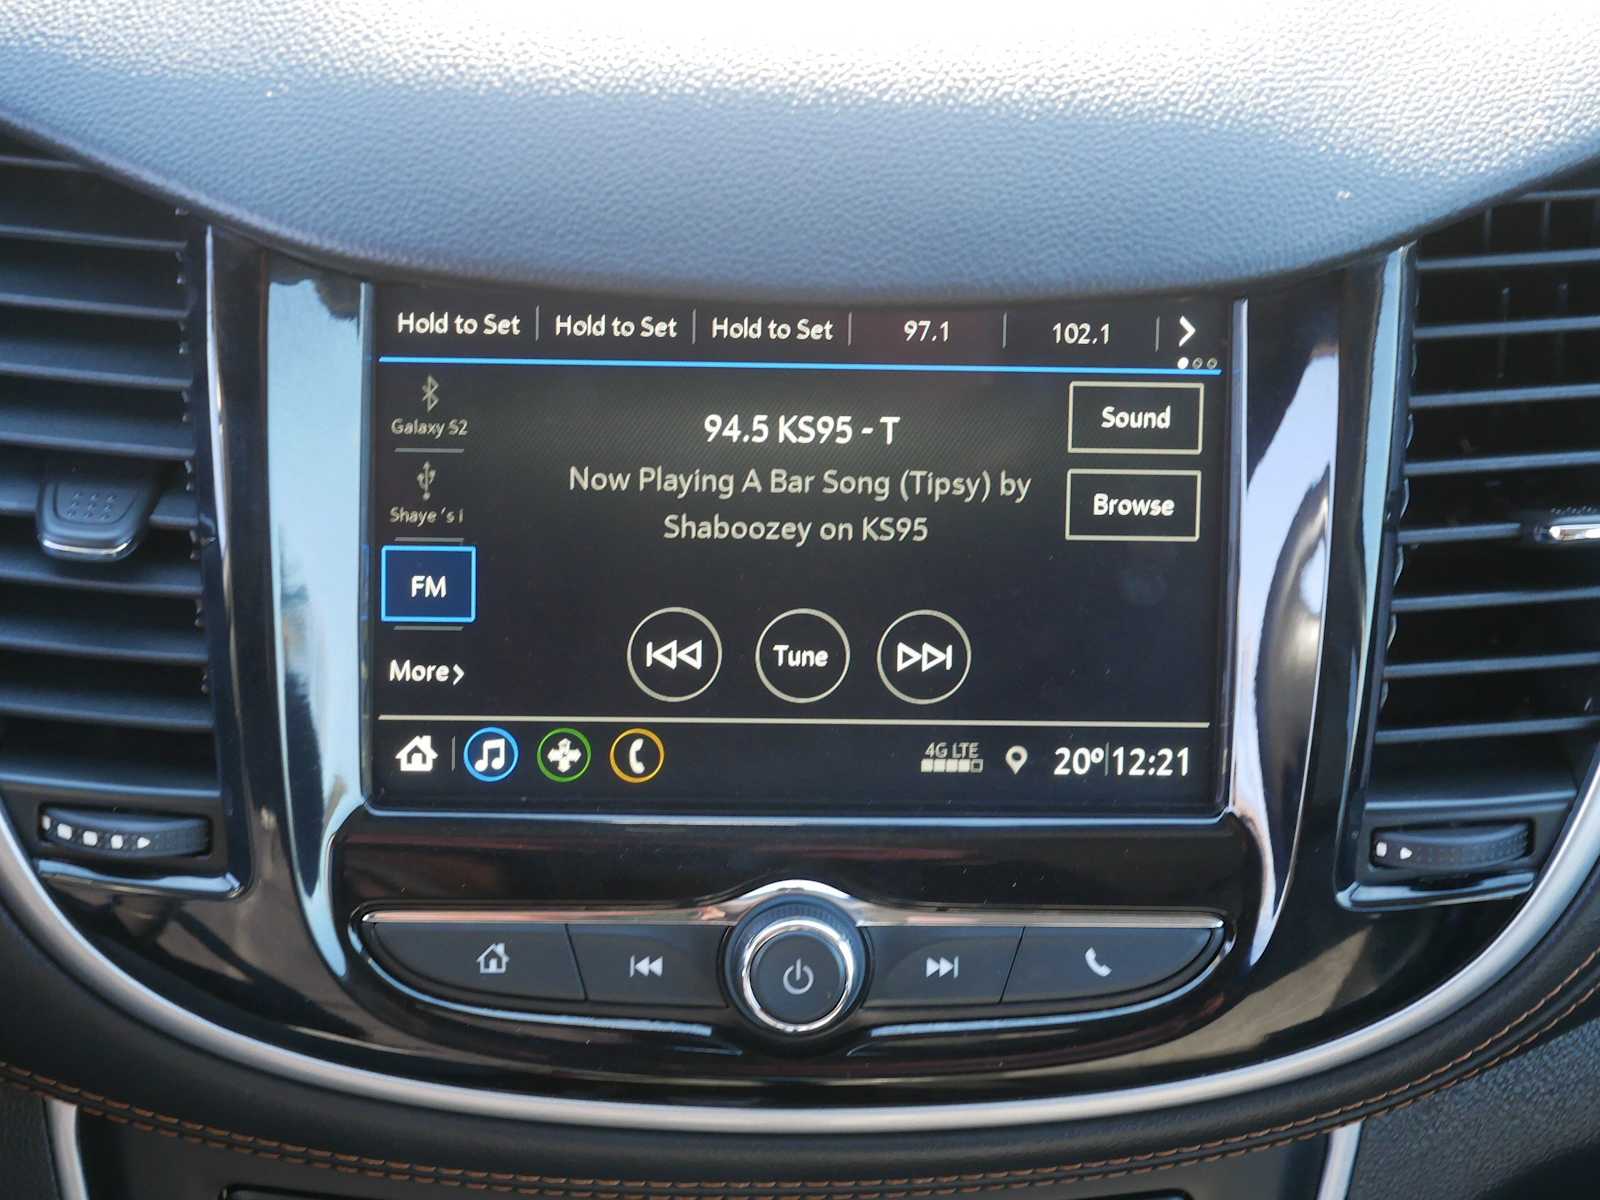 Hold to Set Hold to Set Hold to Set 97.1 102.1
Galaxy S2
94.5 KS95 - T
Sound
Now Playing A Bar Song (Tipsy) by
Shaboozey on KS95
Browse
Shaye's i
FM
More
Tune
4G LTE
20° 12:21